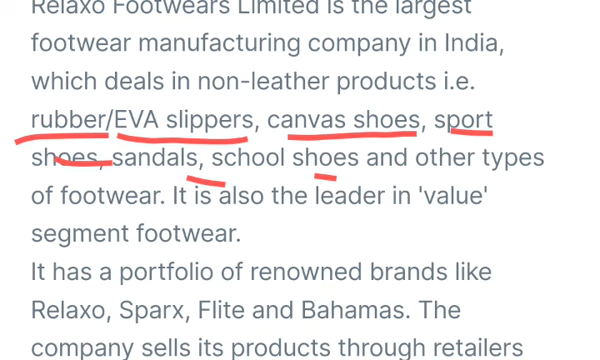 Relaxo Footwears Limited is the largest
footwear manufacturing company in India,
which deals in non-leather products i.e.
rubber/EVA slippers, canvas shoes, sport
shoes, sandals, school shoes and other types
of footwear. It is also the leader in 'value'
segment footwear.
It has a portfolio of renowned brands like
Relaxo, Sparx, Flite and Bahamas. The
company sells its products through retailers